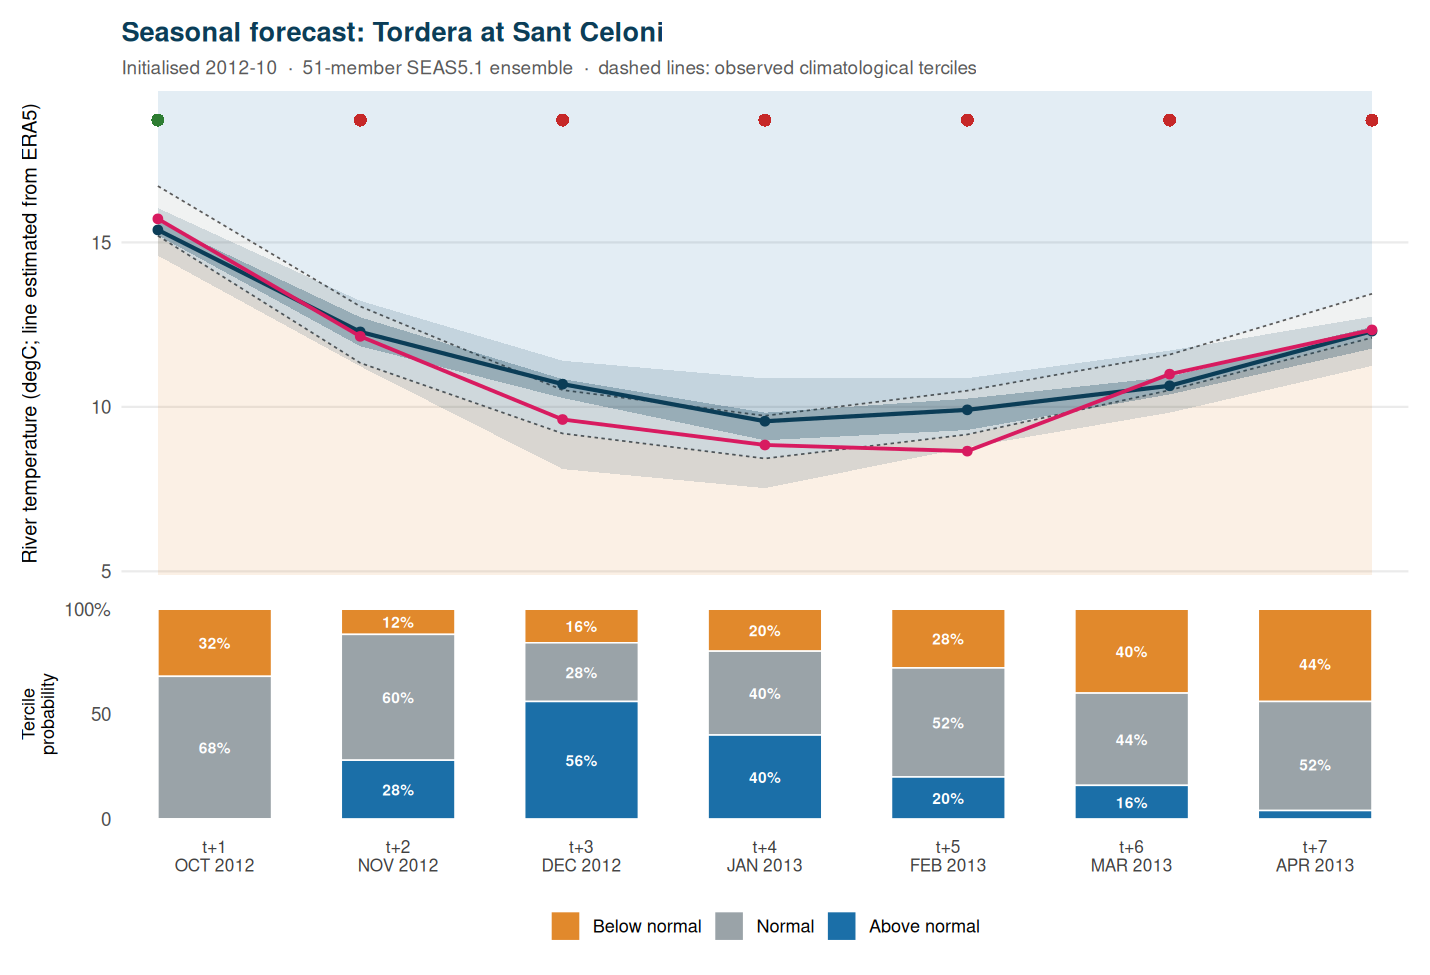 Seasonal forecast: Tordera at Sant Celoni
Initialised 2012-10 · 51-member SEAS5.1 ensemble · dashed lines: observed climatological terciles
River temperature (degC; line estimated from ERA5)
15
10
5
Tercile
probability
100%
50
0
32%
68%
12%
60%
28%
16%
28%
56%
20%
40%
40%
28%
52%
20%
40%
44%
16%
44%
52%
t+1
OCT 2012
t+2
NOV 2012
t+3
DEC 2012
t+4
JAN 2013
t+5
FEB 2013
t+6
MAR 2013
t+7
APR 2013
Below normal
Normal
Above normal